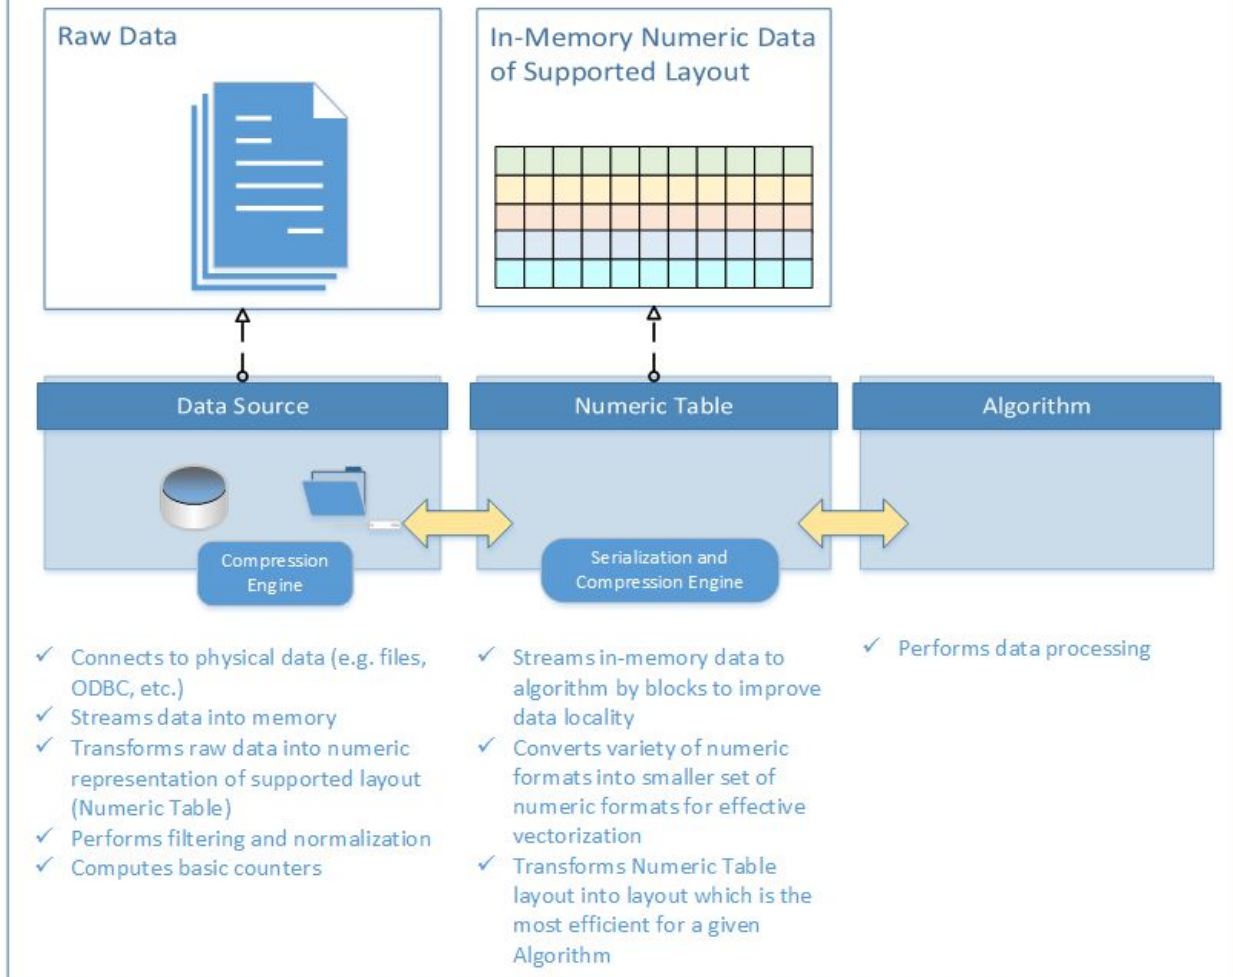 Raw Data
In-Memory Numeric Data
of Supported Layout
Data Source
Numeric Table
Algorithm
Compression
Engine
Serialization and
Compression Engine
✓ Connects to physical data (e.g. files,
ODBC, etc.)
✓ Streams data into memory
✓ Transforms raw data into numeric
representation of supported layout
(Numeric Table)
✓ Performs filtering and normalization
✓ Computes basic counters
✓ Streams in-memory data to
algorithm by blocks to improve
data locality
✓ Converts variety of numeric
formats into smaller set of
numeric formats for effective
vectorization
✓ Transforms Numeric Table
layout into layout which is the
most efficient for a given
Algorithm
✓ Performs data processing